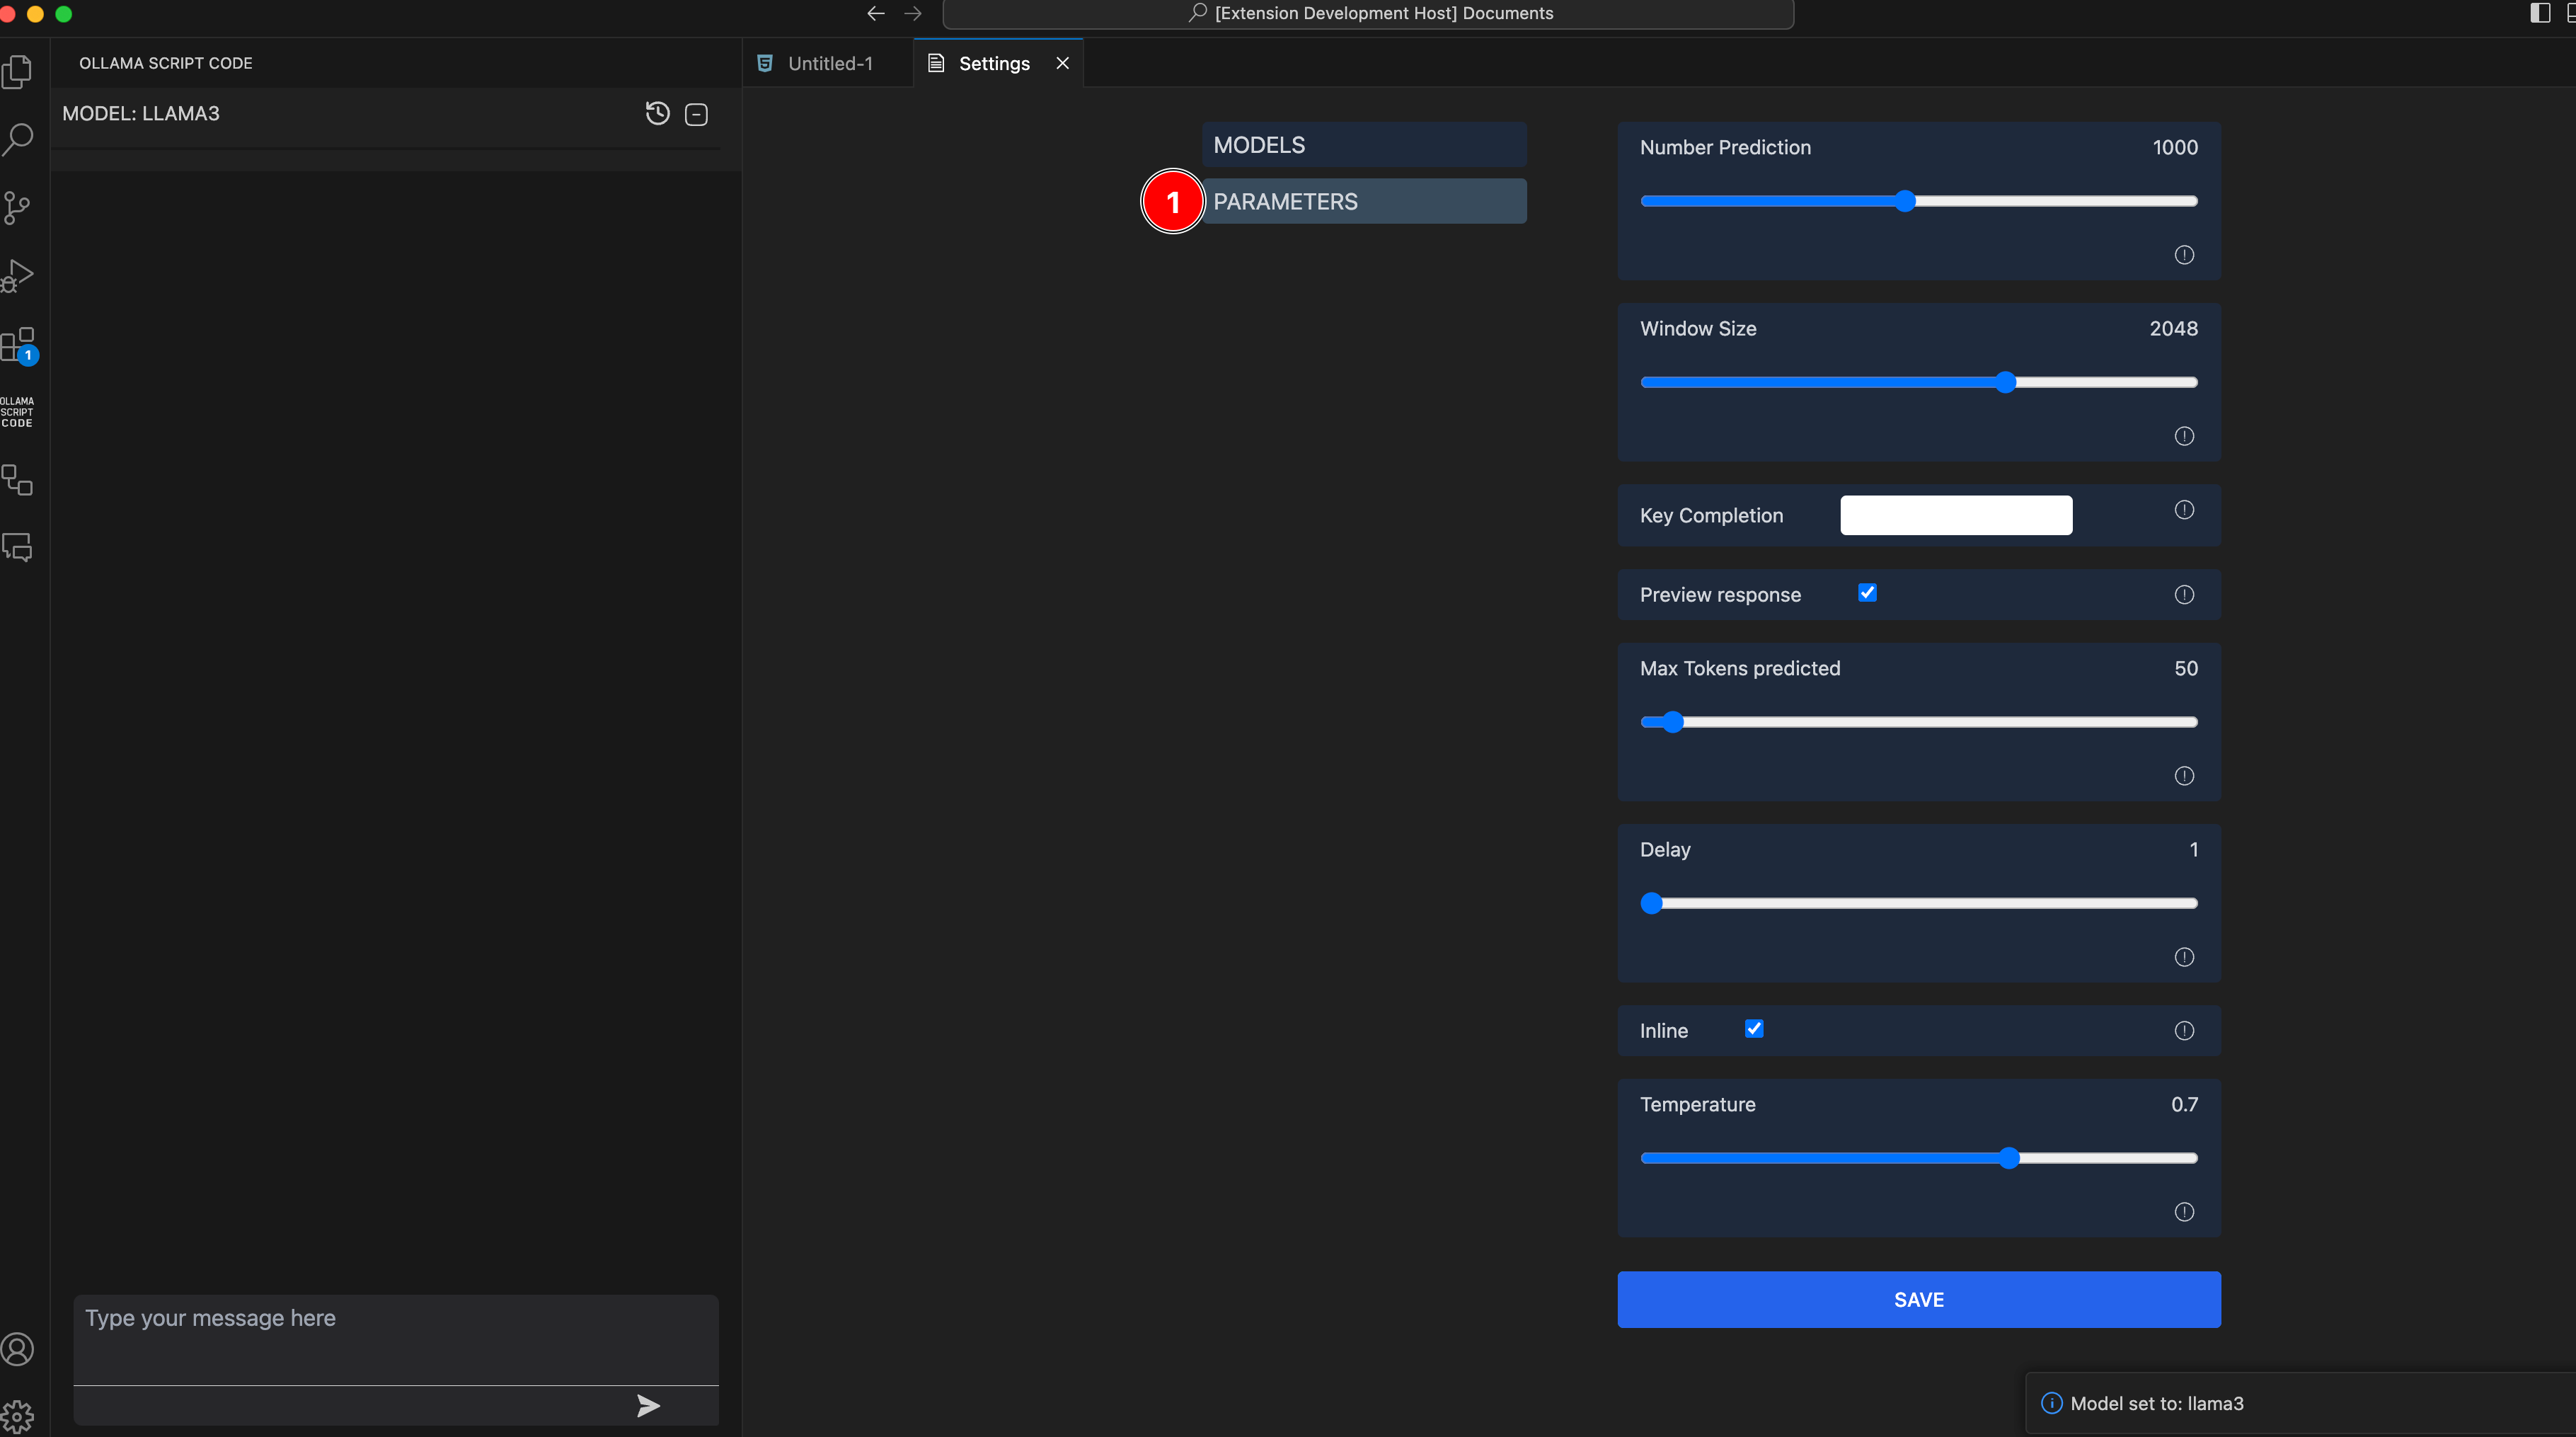 [Extension Development Host] Documents
OLLAMA SCRIPT CODE
Untitled-1
Settings
MODEL: LLAMA3
MODELS
1
PARAMETERS
Number Prediction 1000
Window Size 2048
1
OLLAMA
SCRIPT
CODE
Key Completion
Preview response
Max Tokens predicted 50
Delay 1
Inline
Temperature 0.7
SAVE
Type your message here
Model set to: llama3